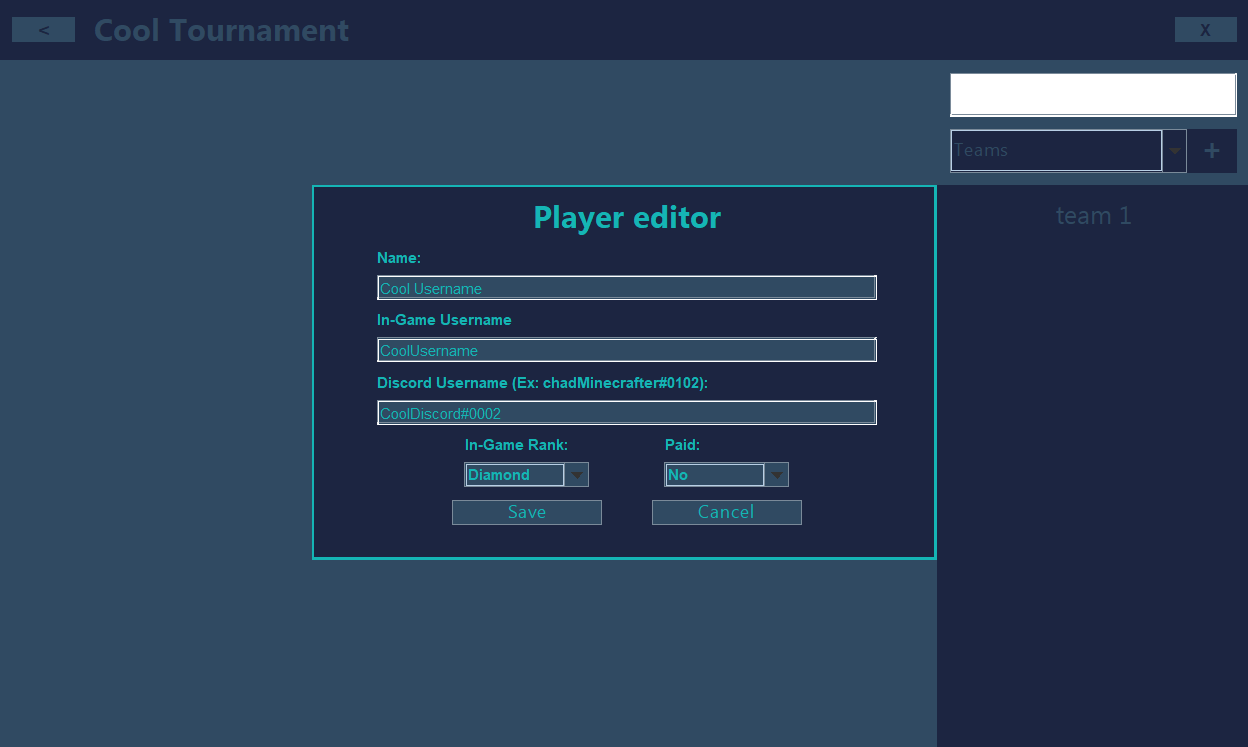 <
Cool Tournament
X
Teams
+
team 1
Player editor
Name:
Cool Username
In-Game Username
CoolUsername
Discord Username (Ex: chadMinecrafter#0102):
CoolDiscord#0002
In-Game Rank: Paid:
Diamond No
Save Cancel